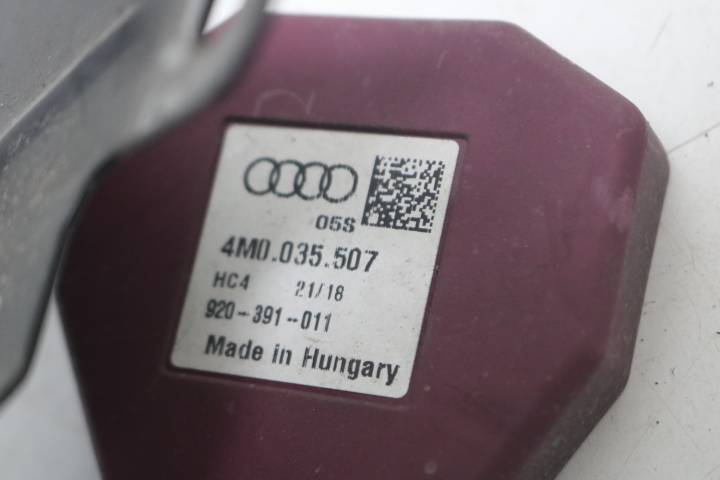 05S
4M0.035.507
HC4 21/18
920-391-011
Made in Hungary